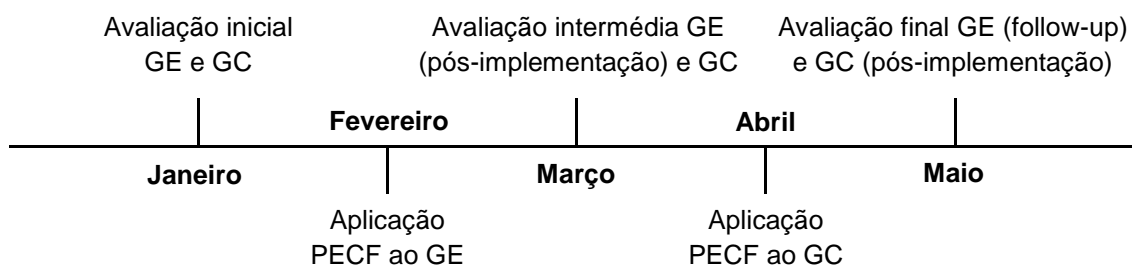 Avaliação inicial
GE e GC
Avaliação intermédia GE
(pós-implementação) e GC
Avaliação final GE (follow-up)
e GC (pós-implementação)
Fevereiro
Abril
Janeiro
Março
Maio
Aplicação
PECF ao GE
Aplicação
PECF ao GC